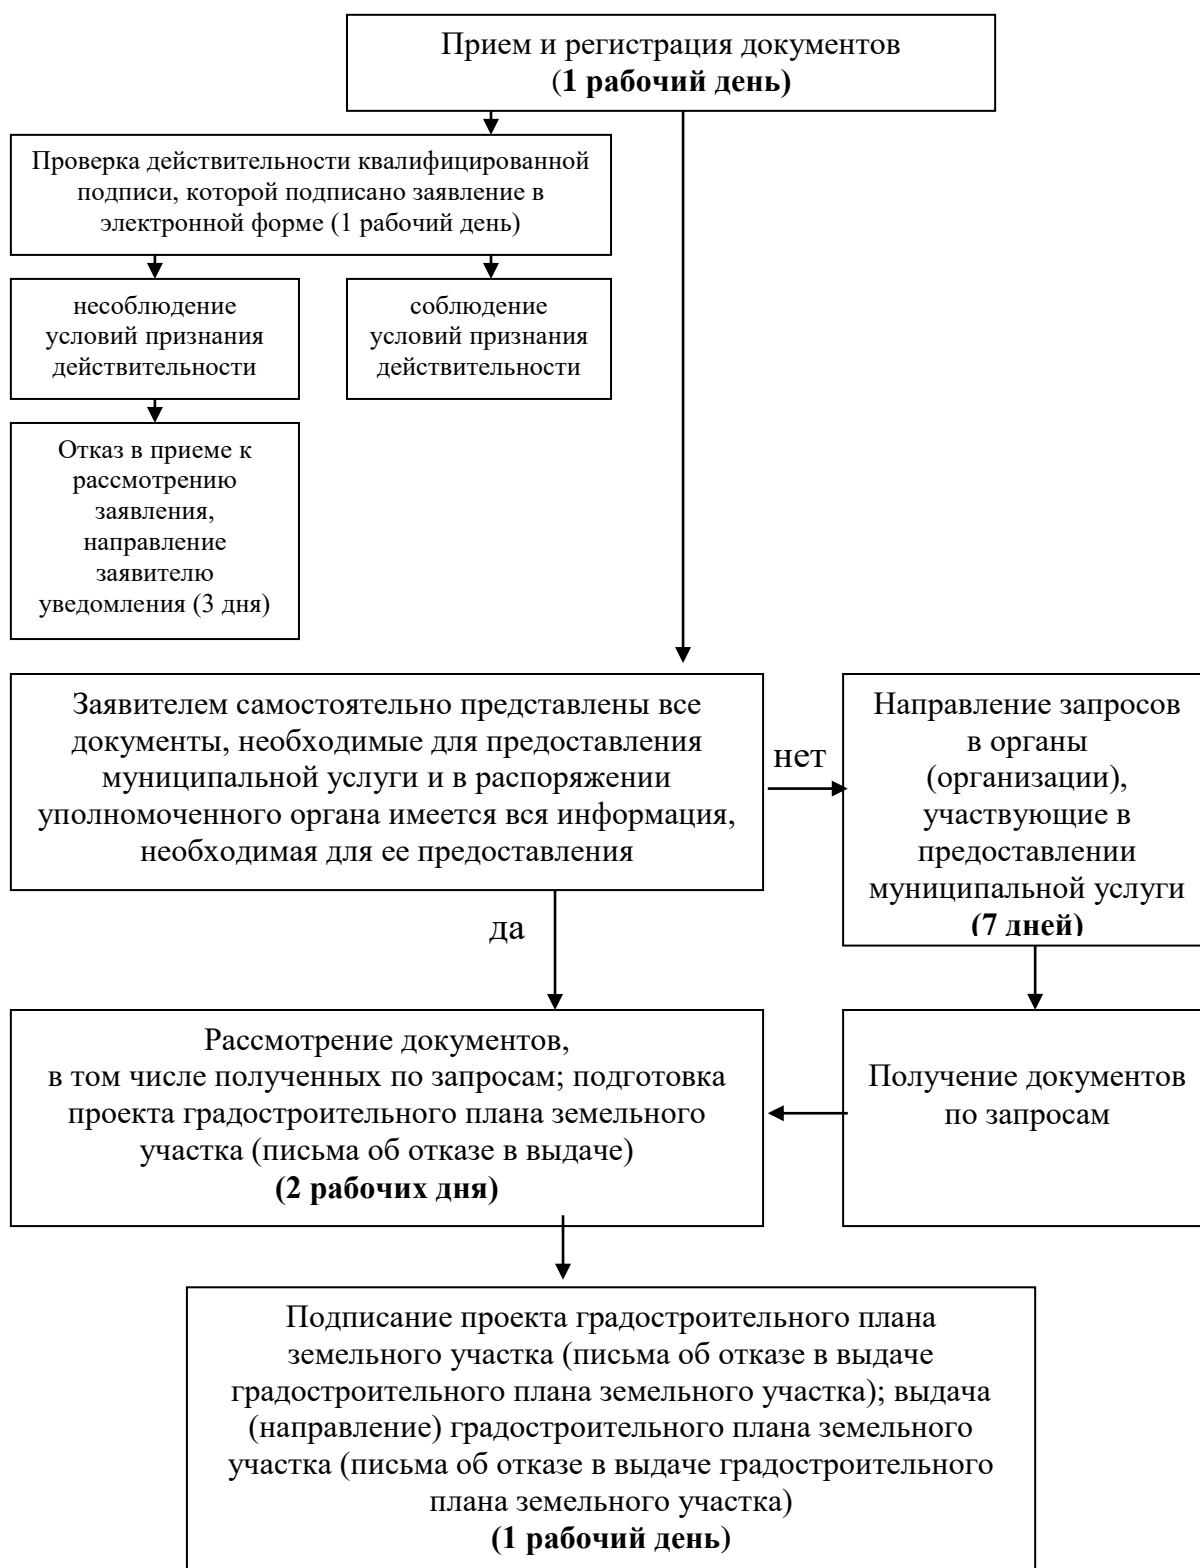 Прием и регистрация документов
(1 рабочий день)
Проверка действительности квалифицированной
подписи, которой подписано заявление в
электронной форме (1 рабочий день)
несоблюдение
условий признания
действительности
соблюдение
условий признания
действительности
Отказ в приеме к
рассмотрению
заявления,
направление
заявителю
уведомления (3 дня)
Заявителем самостоятельно представлены все
документы, необходимые для предоставления
муниципальной услуги и в распоряжении
уполномоченного органа имеется вся информация,
необходимая для ее предоставления
нет
Направление запросов
в органы
(организации),
участвующие в
предоставлении
муниципальной услуги
(7 дней)
да
Рассмотрение документов,
в том числе полученных по запросам; подготовка
проекта градостроительного плана земельного
участка (письма об отказе в выдаче)
(2 рабочих дня)
Получение документов
по запросам
Подписание проекта градостроительного плана
земельного участка (письма об отказе в выдаче
градостроительного плана земельного участка); выдача
(направление) градостроительного плана земельного
участка (письма об отказе в выдаче градостроительного
плана земельного участка)
(1 рабочий день)